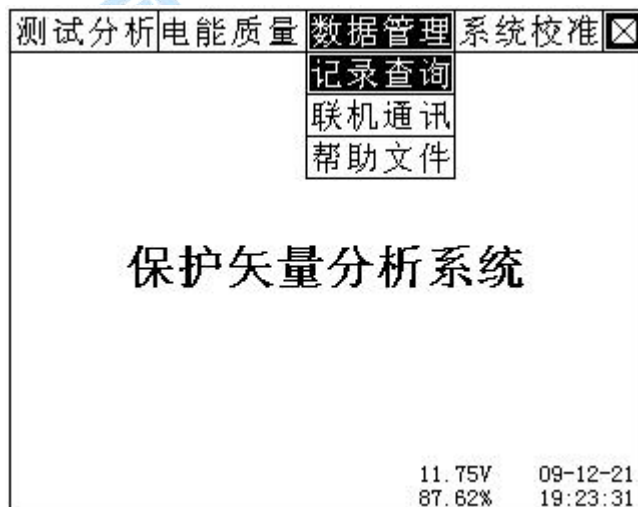 测试分析 电能质量 数据管理 系统校准
记录查询
联机通讯
帮助文件
保护矢量分析系统
11.75V 09-12-21
87.62% 19:23:31